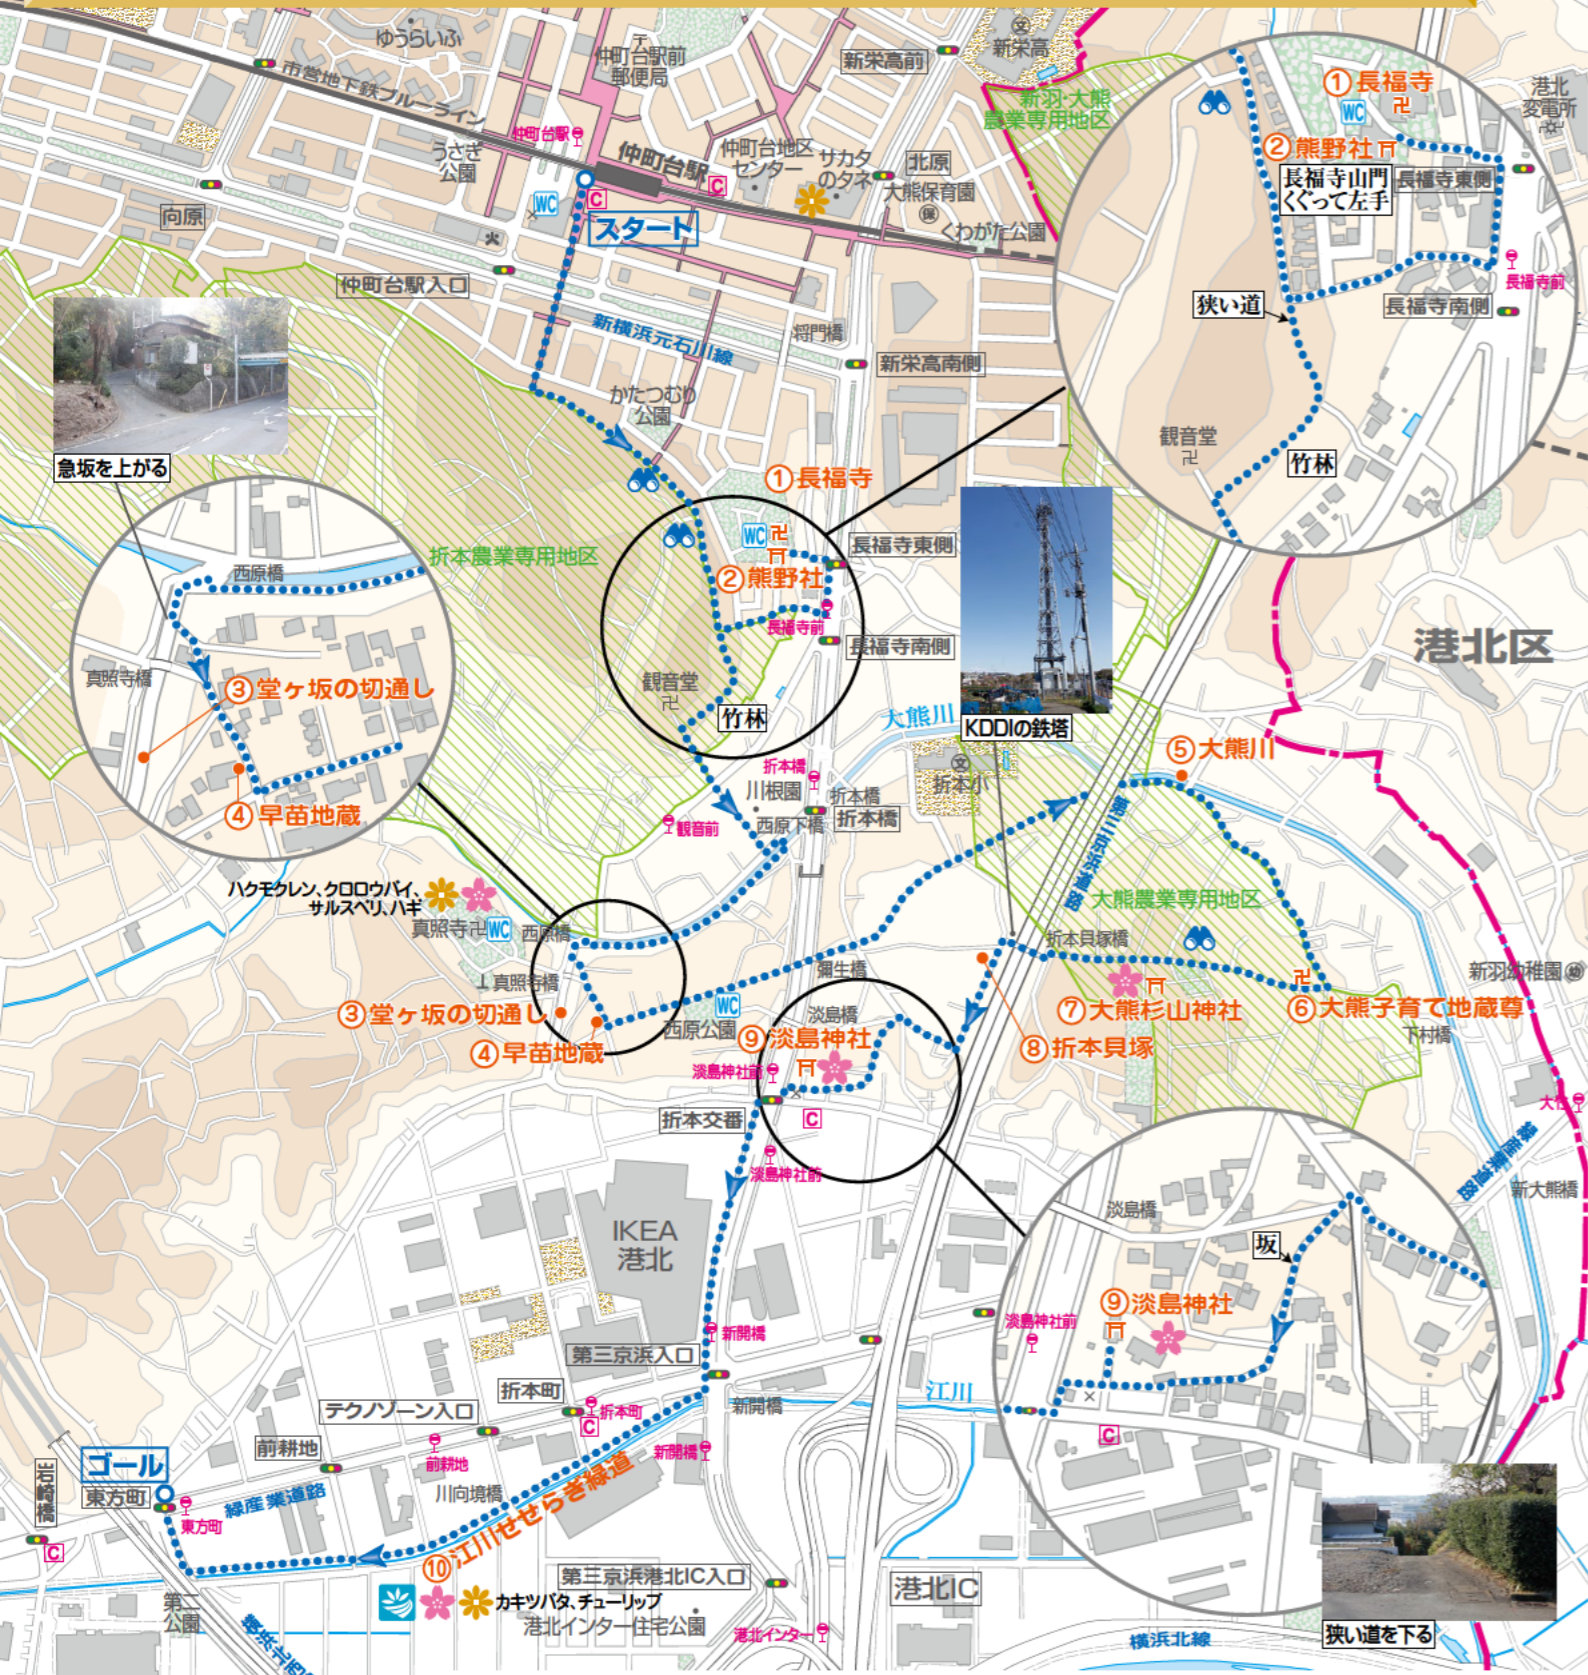 ゆうらいふ
市営地下鉄ブルーライン
仲町台駅前
郵便局
新栄高前
新栄高
新羽・大熊
農業専用地区
①長福寺
WC
②熊野社
長福寺山門
くぐって左手
長福寺東側
港北
変電所
長福寺前
長福寺南側
狭い道
観音堂
竹林
仲町台駅
うさぎ
公園
仲町台駅
仲町台地区
センター
サカタ
のタネ
北原
大熊保育園
保
くわがた公園
WC
C
C
スタート
向原
仲町台駅入口
新横浜元石川線
将門橋
新栄高南側
かたつむり
公園
急坂を上がる
①長福寺
WC
折本農業専用地区
②熊野社
長福寺東側
長福寺前
長福寺南側
観音堂
竹林
西原橋
真照寺橋
③堂ヶ坂の切通し
④早苗地蔵
港北区
大熊川
KDDIの鉄塔
⑤大熊川
折本橋
川根園
折本橋
折本橋
折本小
西原下橋
観音前
第三京浜道路
ハクモクレン、クロロウバイ、
サルスベリ、ハギ
真照寺
WC
西原橋
真照寺橋
③堂ヶ坂の切通し
④早苗地蔵
大熊農業専用地区
折本貝塚橋
新羽幼稚園
彌生橋
西原公園
WC
淡島橋
⑨淡島神社
淡島神社前
⑦大熊杉山神社
⑥大熊子育て地蔵尊
下村橋
⑧折本貝塚
折本交番
C
淡島神社前
緑産業道路
新大熊橋
IKEA
港北
淡島橋
坂
⑨淡島神社
淡島神社前
C
新開橋
第三京浜入口
折本町
折本町
C
テクノゾーン入口
前耕地
前耕地
新開橋
新開橋
江川
ゴール
東方町
東方町
岩崎橋
C
緑産業道路
川向境橋
⑩江川せせらぎ緑道
カキツバタ、チューリップ
第三京浜港北IC入口
港北インター住宅公園
港北インター
港北IC
横浜北線
第二
公園
狭い道を下る